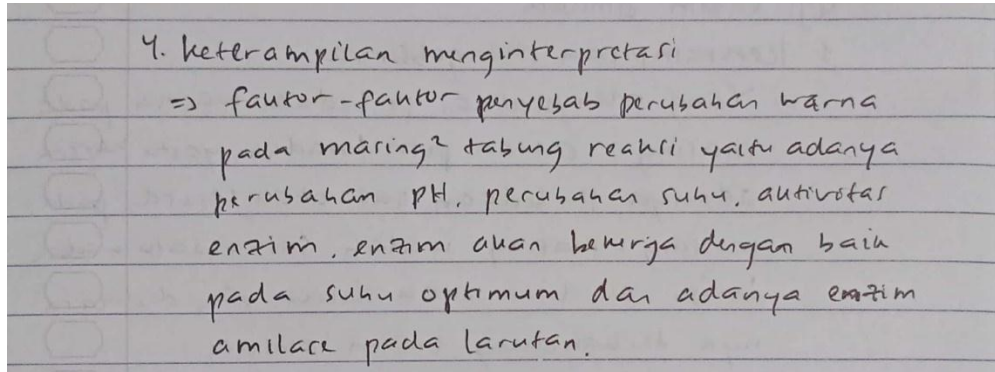 4. keterampilan menginterpretasi
=> faktor-faktor penyebab perubahan warna
pada masing² tabung reaksi yaitu adanya
perubahan pH, perubahan suhu, aktivitas
enzim, enzim akan bekerja dengan baik
pada suhu optimum dan adanya enzim
amilase pada larutan.